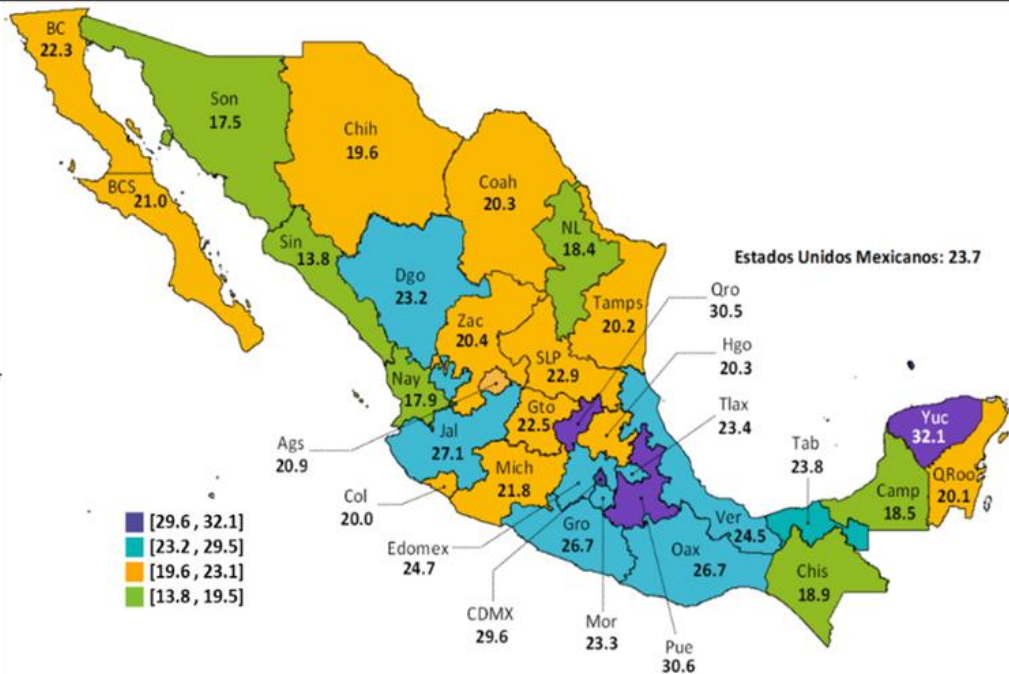 BC
22.3
Son
17.5
Chih
19.6
Coah
20.3
BCS
21.0
NL
18.4
Sin
13.8
Estados Unidos Mexicanos: 23.7
Dgo
23.2
Qro
30.5
Tamps
20.2
Zac
20.4
Hgo
20.3
SLP
22.9
Nay
17.9
Tlax
23.4
Gto
22.5
Yuc
32.1
Jal
27.1
Ags
20.9
Tab
23.8
Mich
21.8
QRoo
20.1
Camp
18.5
Col
20.0
[29.6 , 32.1]
[23.2 , 29.5]
[19.6 , 23.1]
[13.8 , 19.5]
Ver
24.5
Gro
26.7
Edomex
24.7
Oax
26.7
Chis
18.9
CDMX
29.6
Mor
23.3
Pue
30.6